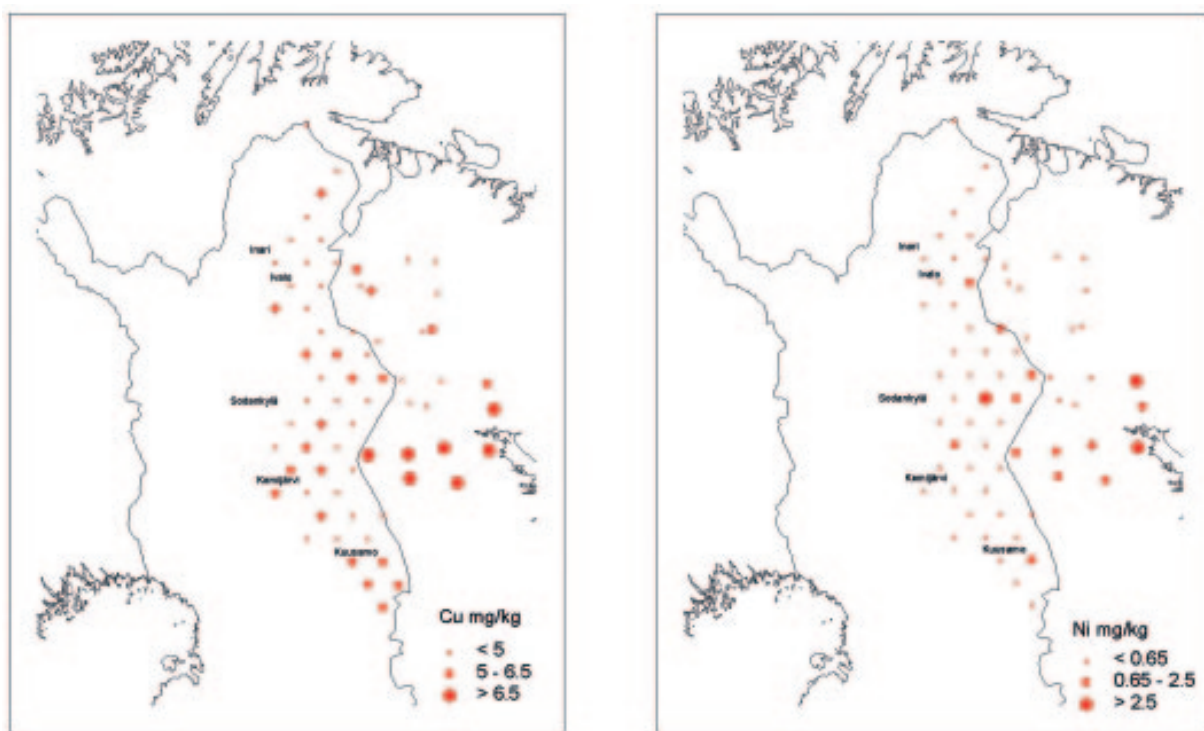 Inari
Ivalo
Sodankylä
Kemijärvi
Kuusamo
Cu mg/kg
< 5
5 - 6.5
> 6.5
Inari
Ivalo
Sodankylä
Kemijärvi
Kuusamo
Ni mg/kg
< 0.65
0.65 - 2.5
> 2.5